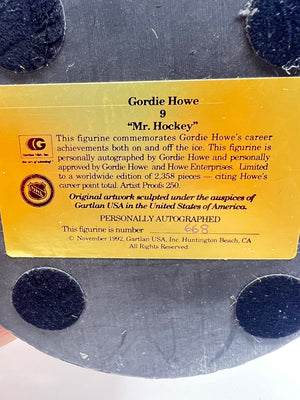 Gordie Howe
9
"Mr. Hockey"
This figurine commemorates Gordie Howe's career
achievements both on and off the ice. This figurine is
personally autographed by Gordie Howe and personally
approved by Gordie Howe and Howe Enterprises. Limited
to a worldwide edition of 2,358 pieces — citing Howe's
career point total. Artist Proofs 250.
Original artwork sculpted under the auspices of
Gartlan USA in the United States of America.
PERSONALLY AUTOGRAPHED
This figurine is number 668
© November 1992, Gartlan USA, Inc. Huntington Beach, CA
All Rights Reserved
G
Gartlan USA, Inc.
NHL